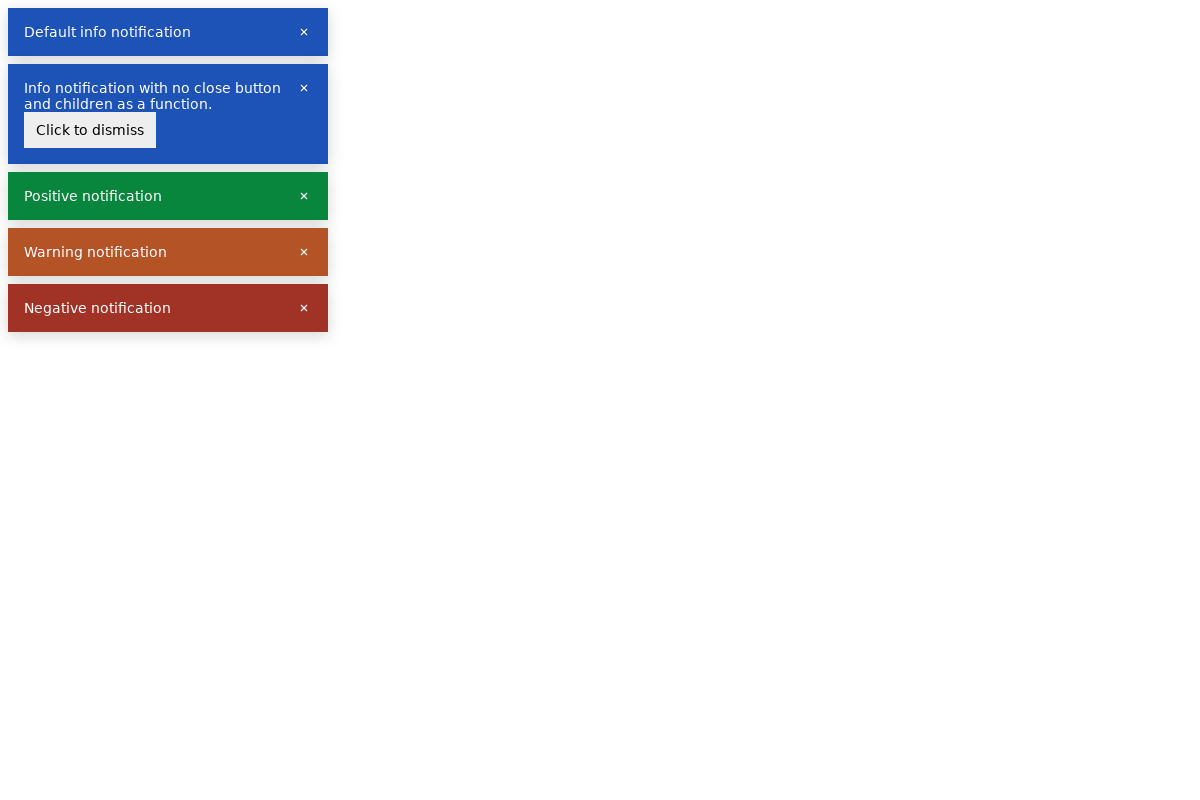 Default info notification ×
Info notification with no close button ×
and children as a function.
Click to dismiss
Positive notification ×
Warning notification ×
Negative notification ×